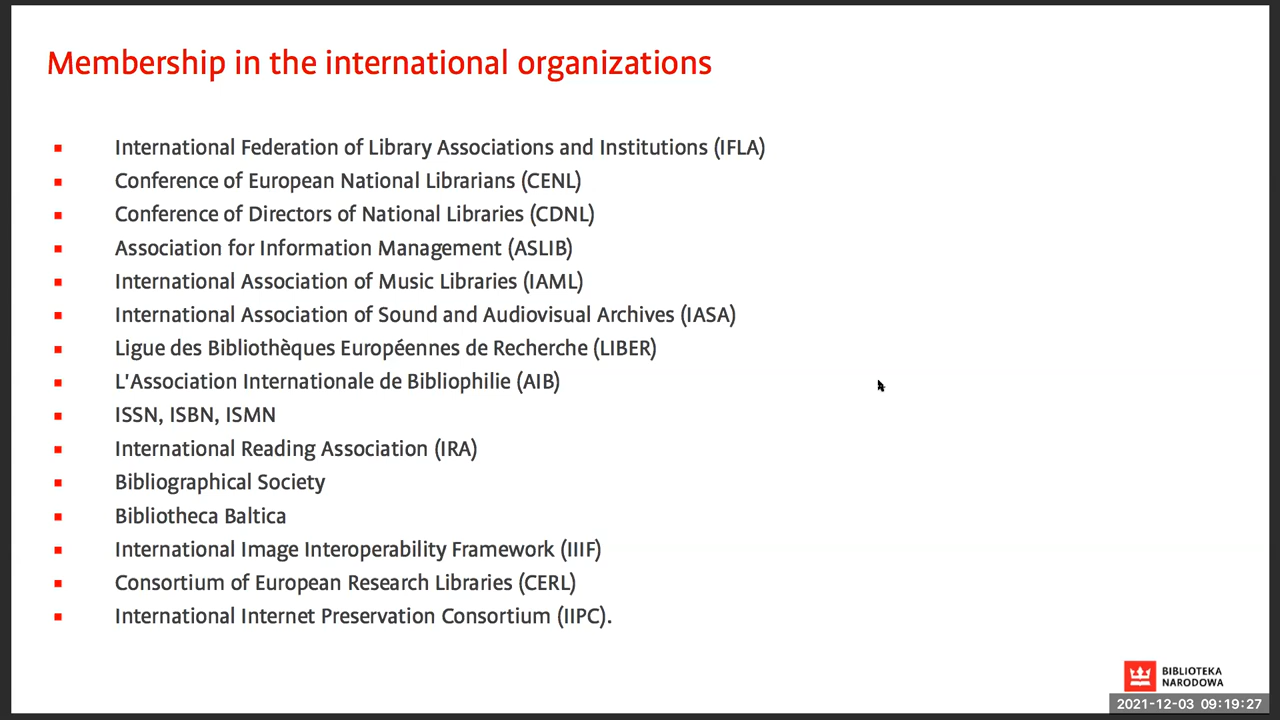 Membership in the international organizations
International Federation of Library Associations and Institutions (IFLA)
Conference of European National Librarians (CENL)
Conference of Directors of National Libraries (CDNL)
Association for Information Management (ASLIB)
International Association of Music Libraries (IAML)
International Association of Sound and Audiovisual Archives (IASA)
Ligue des Bibliothèques Européennes de Recherche (LIBER)
L'Association Internationale de Bibliophilie (AIB)
ISSN, ISBN, ISMN
International Reading Association (IRA)
Bibliographical Society
Bibliotheca Baltica
International Image Interoperability Framework (IIIF)
Consortium of European Research Libraries (CERL)
International Internet Preservation Consortium (IIPC).
BIBLIOTEKA
NARODOWA
2021-12-03 09:19:27